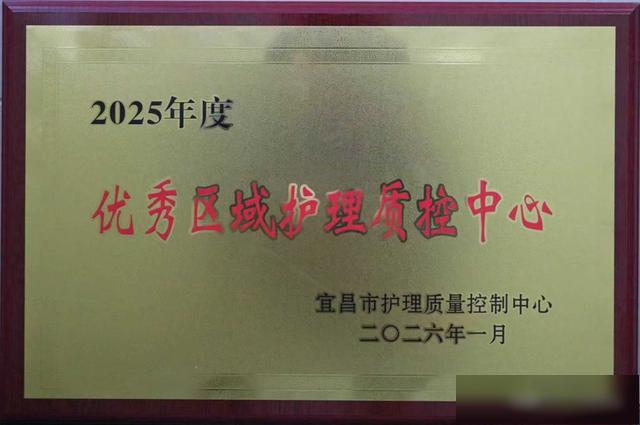 2025年度
优秀区域护理质控中心
宜昌市护理质量控制中心
二〇二六年一月